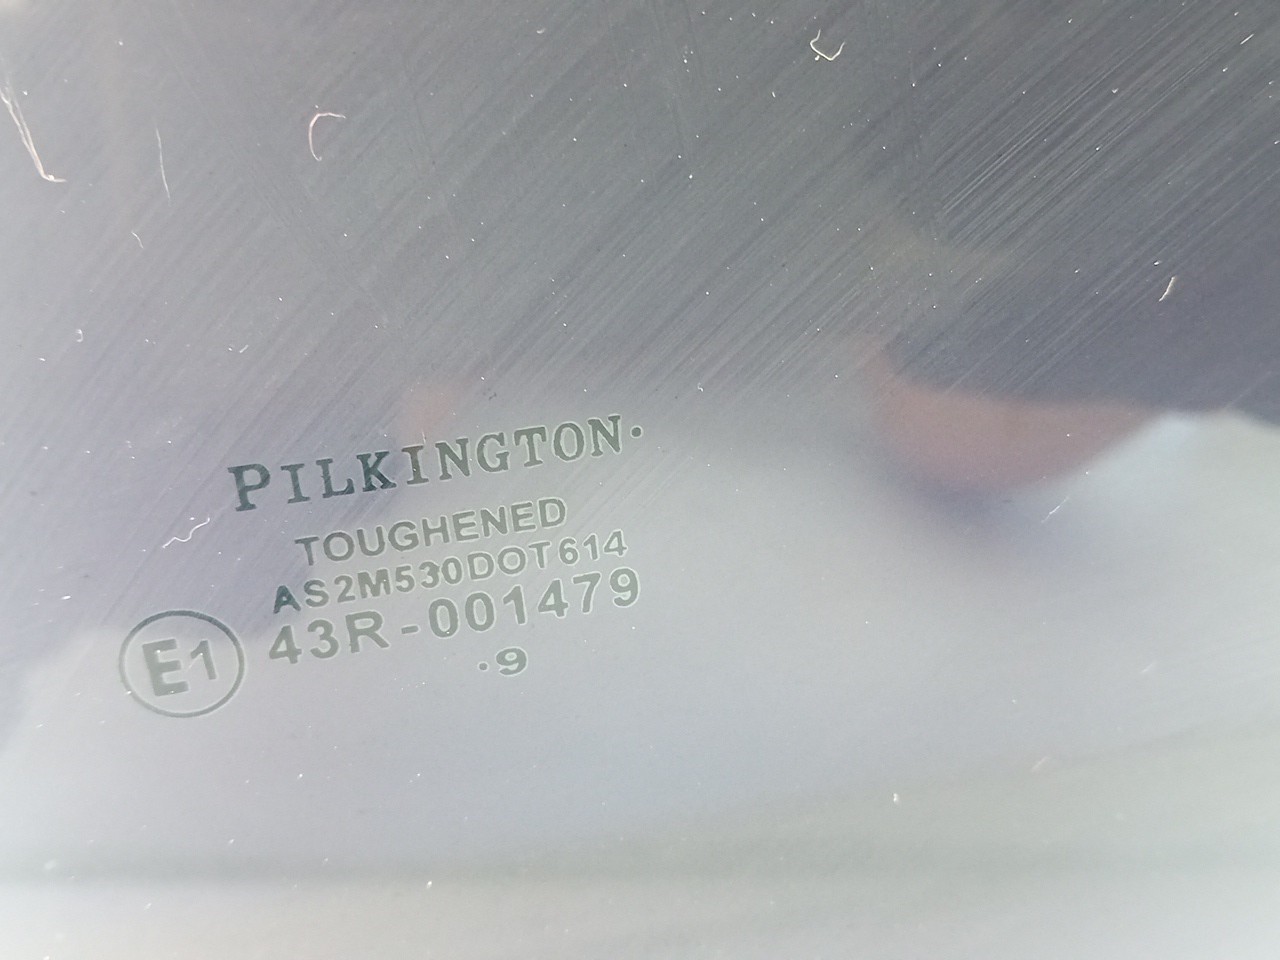 PILKINGTON.
TOUGHENED
AS2M530DOT614
E1 43R-001479
.9